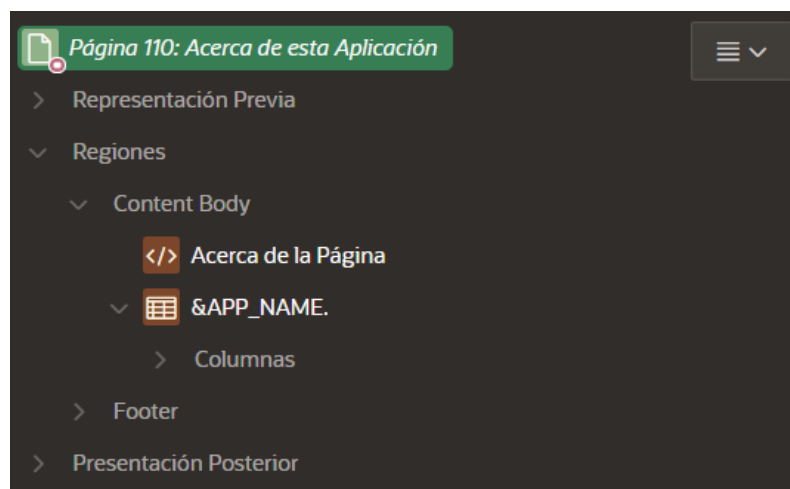 Página 110: Acerca de esta Aplicación
Representación Previa
Regiones
Content Body
</> Acerca de la Página
&APP_NAME.
Columnas
Footer
Presentación Posterior